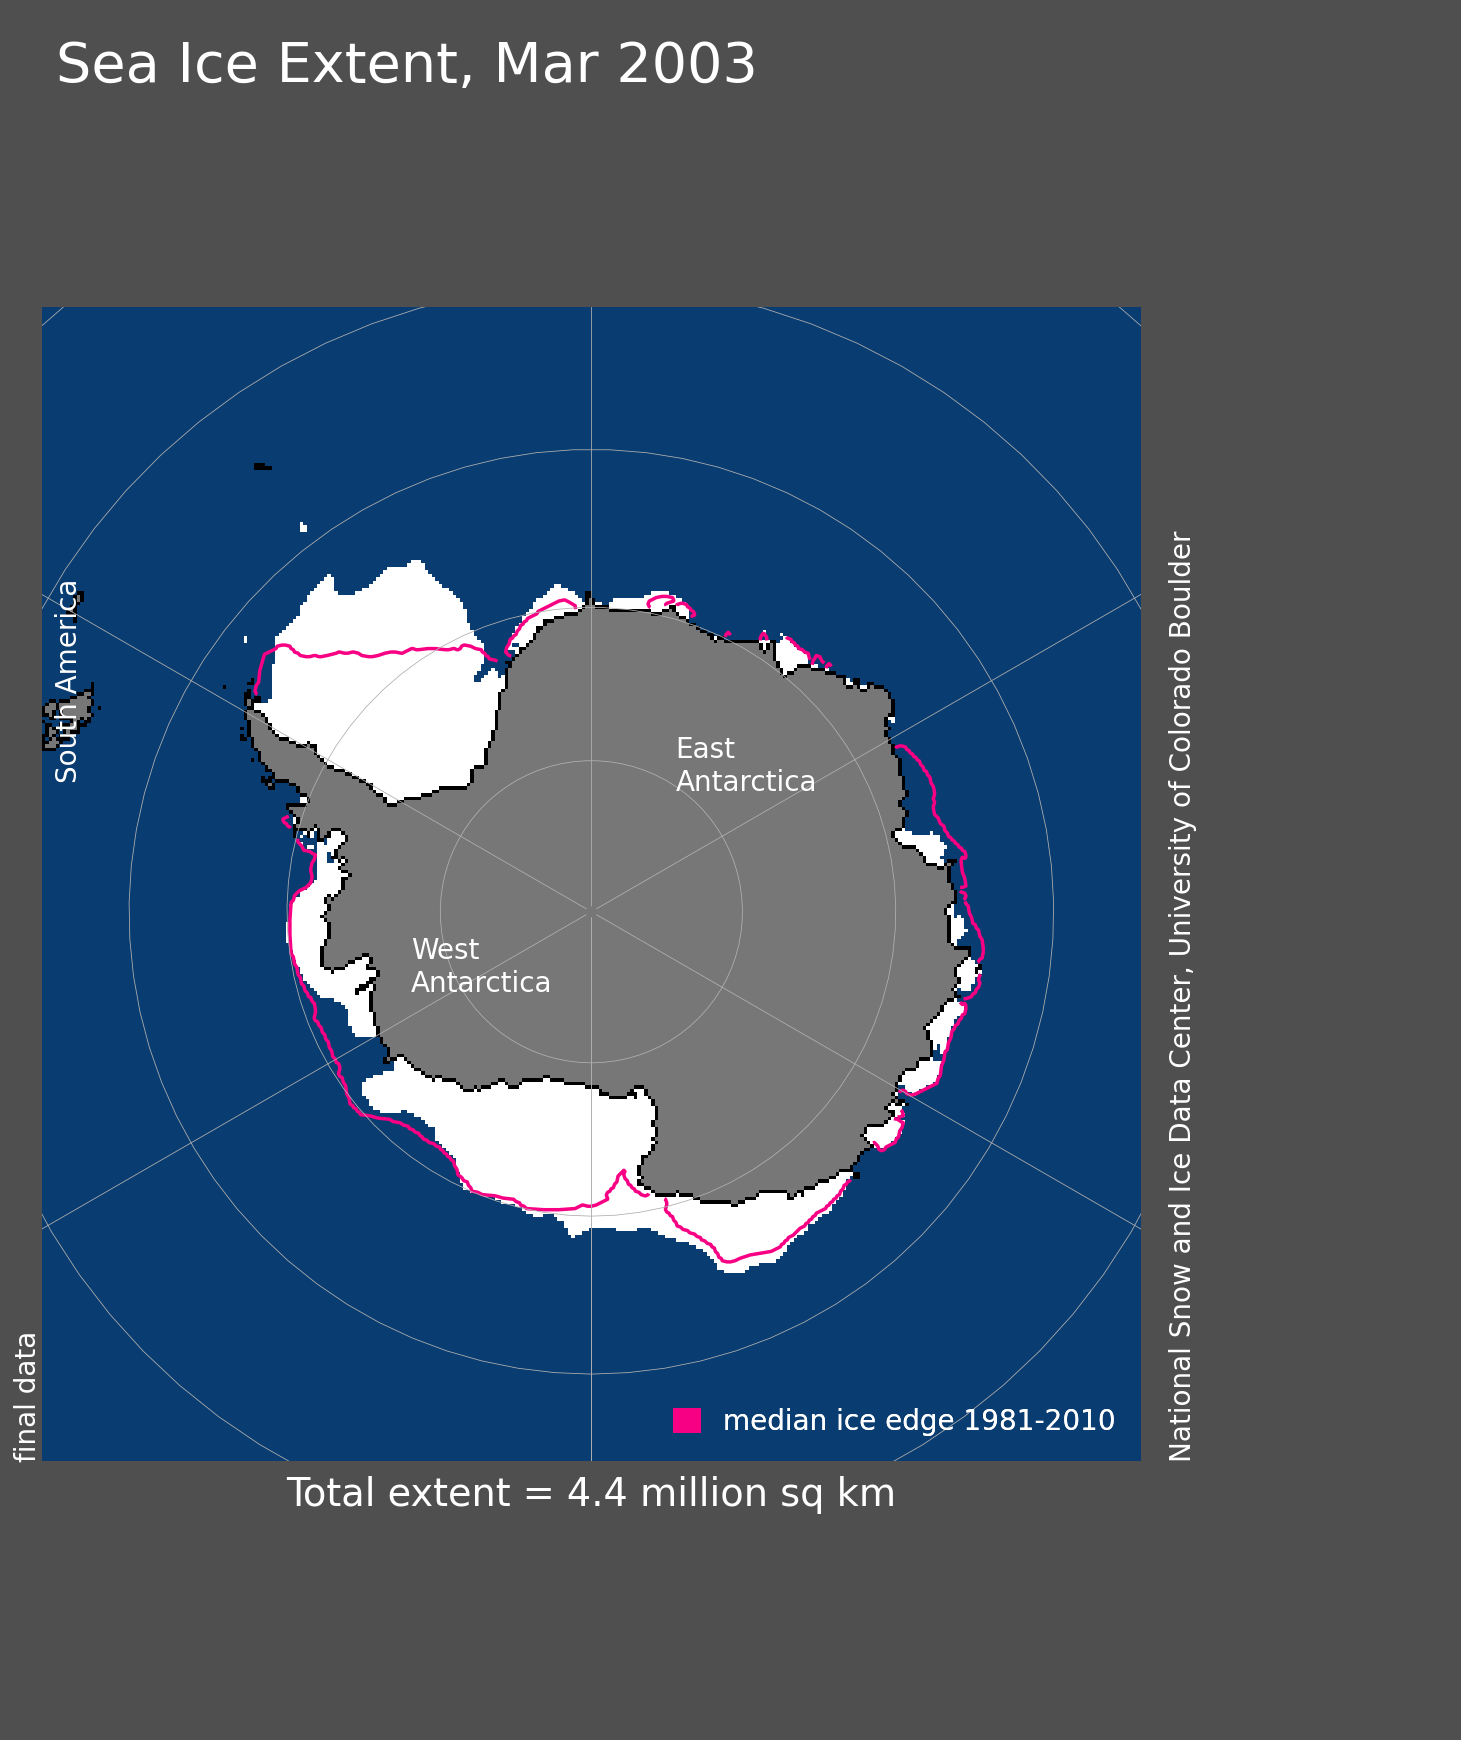 Sea Ice Extent, Mar 2003
South America
East
Antarctica
West
Antarctica
National Snow and Ice Data Center, University of Colorado Boulder
final data
median ice edge 1981-2010
Total extent = 4.4 million sq km